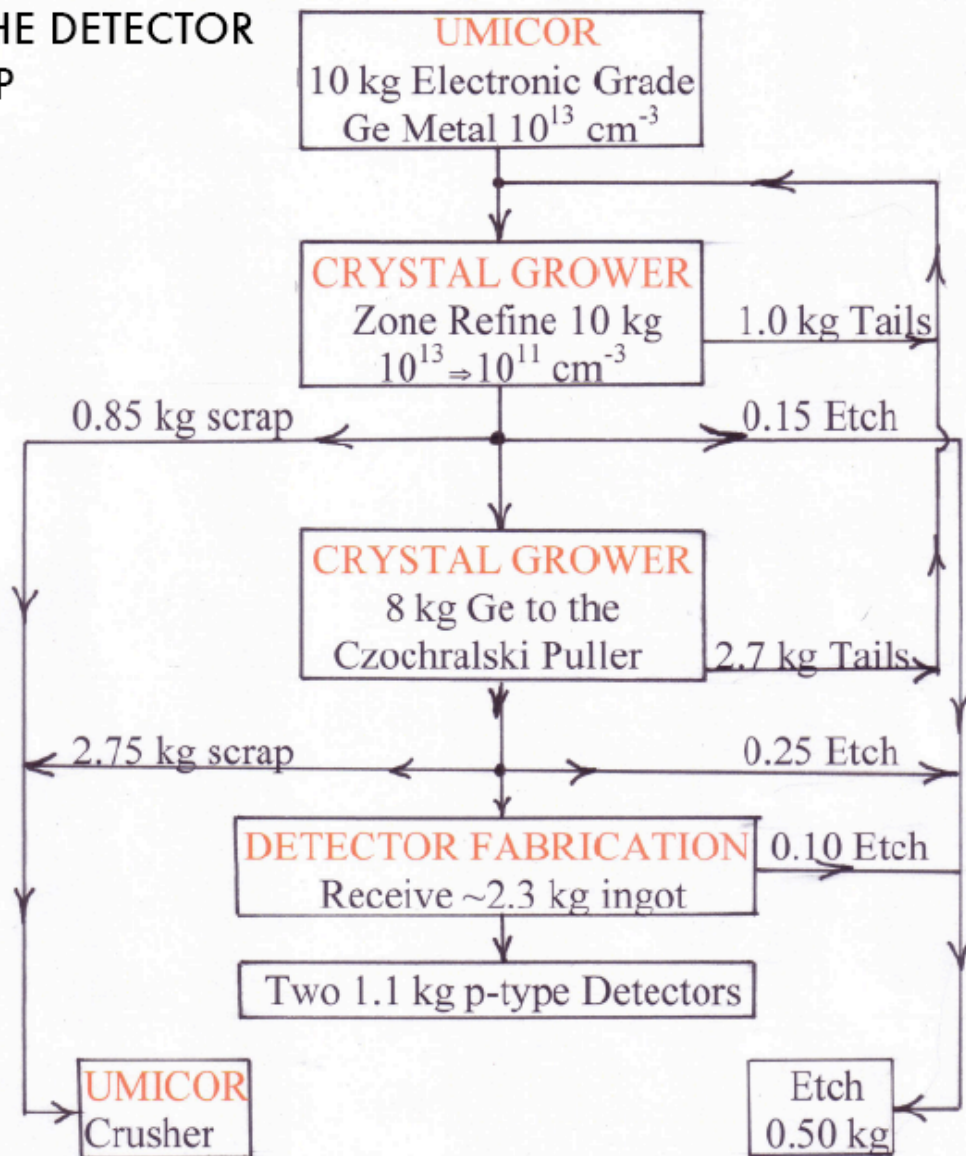 HE DETECTOR
P
UMICOR
10 kg Electronic Grade
Ge Metal 10¹³ cm⁻³
CRYSTAL GROWER
Zone Refine 10 kg
10¹³ ⇒ 10¹¹ cm⁻³
1.0 kg Tails
0.85 kg scrap
0.15 Etch
CRYSTAL GROWER
8 kg Ge to the
Czochralski Puller
2.7 kg Tails
2.75 kg scrap
0.25 Etch
DETECTOR FABRICATION
Receive ~2.3 kg ingot
0.10 Etch
Two 1.1 kg p-type Detectors
UMICOR
Crusher
Etch
0.50 kg